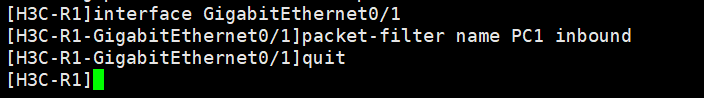 [H3C-R1]interface GigabitEthernet0/1
[H3C-R1-GigabitEthernet0/1]packet-filter name PC1 inbound
[H3C-R1-GigabitEthernet0/1]quit
[H3C-R1]